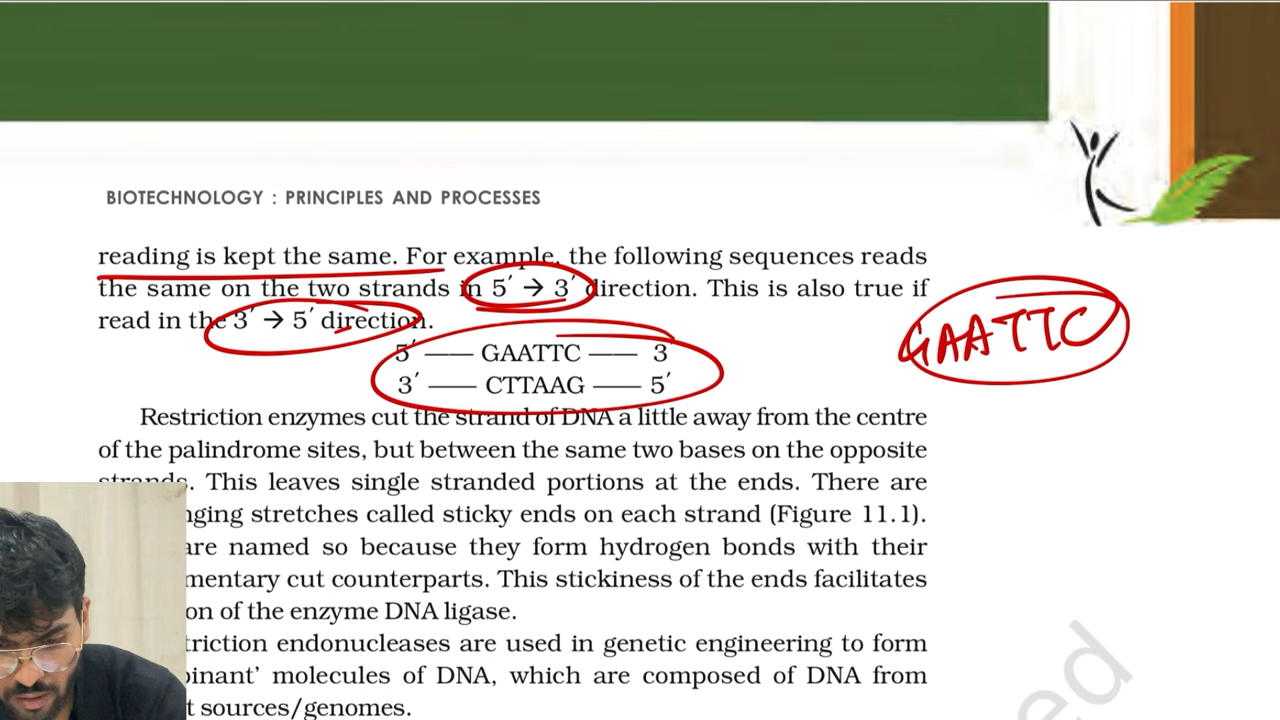 BIOTECHNOLOGY : PRINCIPLES AND PROCESSES
reading is kept the same. For example, the following sequences reads
the same on the two strands in 5′ → 3′ direction. This is also true if
read in the 3′ → 5′ direction.
5′ —— GAATTC —— 3′
3′ —— CTTAAG —— 5′
GAATTC
Restriction enzymes cut the strand of DNA a little away from the centre
of the palindrome sites, but between the same two bases on the opposite
strands. This leaves single stranded portions at the ends. There are
nging stretches called sticky ends on each strand (Figure 11.1).
are named so because they form hydrogen bonds with their
mentary cut counterparts. This stickiness of the ends facilitates
on of the enzyme DNA ligase.
triction endonucleases are used in genetic engineering to form
binant’ molecules of DNA, which are composed of DNA from
t sources/genomes.
ed